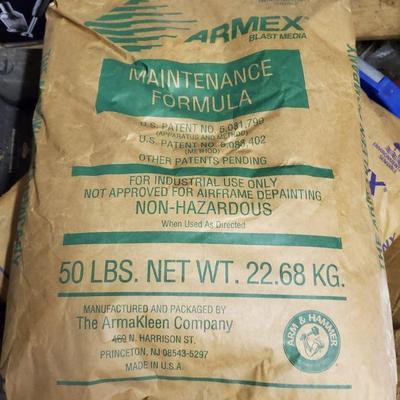 ARMEX
BLAST MEDIA
MAINTENANCE
FORMULA
U.S. PATENT NO. 5,081,799
(APPARATUS AND METHOD)
U.S. PATENT NO. 5,083,402
(METHOD)
OTHER PATENTS PENDING
FOR INDUSTRIAL USE ONLY
NOT APPROVED FOR AIRFRAME DEPAINTING
NON-HAZARDOUS
When Used As Directed
50 LBS. NET WT. 22.68 KG.
MANUFACTURED AND PACKAGED BY
The ArmaKleen Company
469 N. HARRISON ST.
PRINCETON, NJ 08543-5297
MADE IN U.S.A.
ARM & HAMMER